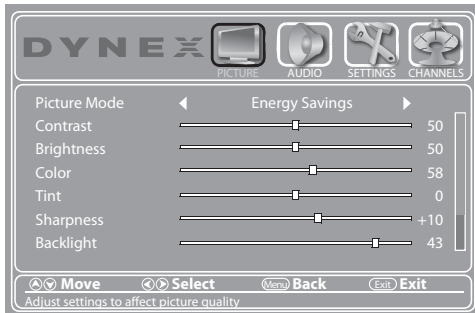 DYNEX
PICTURE AUDIO SETTINGS CHANNELS
Picture Mode Energy Savings
Contrast 50
Brightness 50
Color 58
Tint 0
Sharpness +10
Backlight 43
Move Select Menu Back Exit Exit
Adjust settings to affect picture quality